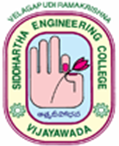 VELAGAPUDI RAMAKRISHNA
SIDDHARTHA ENGINEERING COLLEGE
VIJAYAWADA